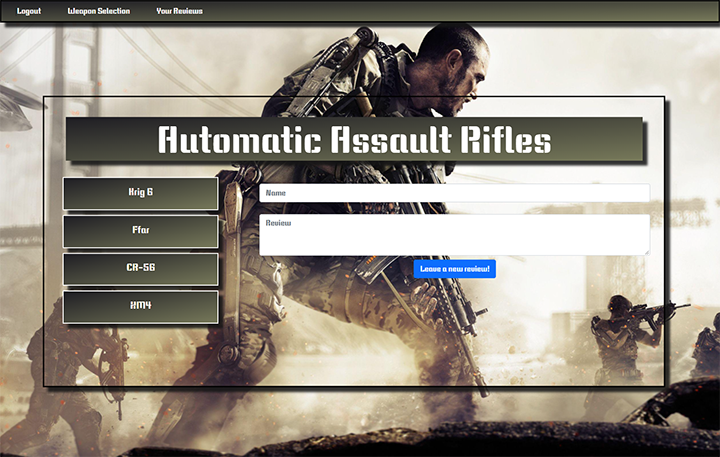 Logout Weapon Selection Your Reviews
Automatic Assault Rifles
Krig 6
Name
Ffar
Review
CR-56
Leave a new review!
XM4